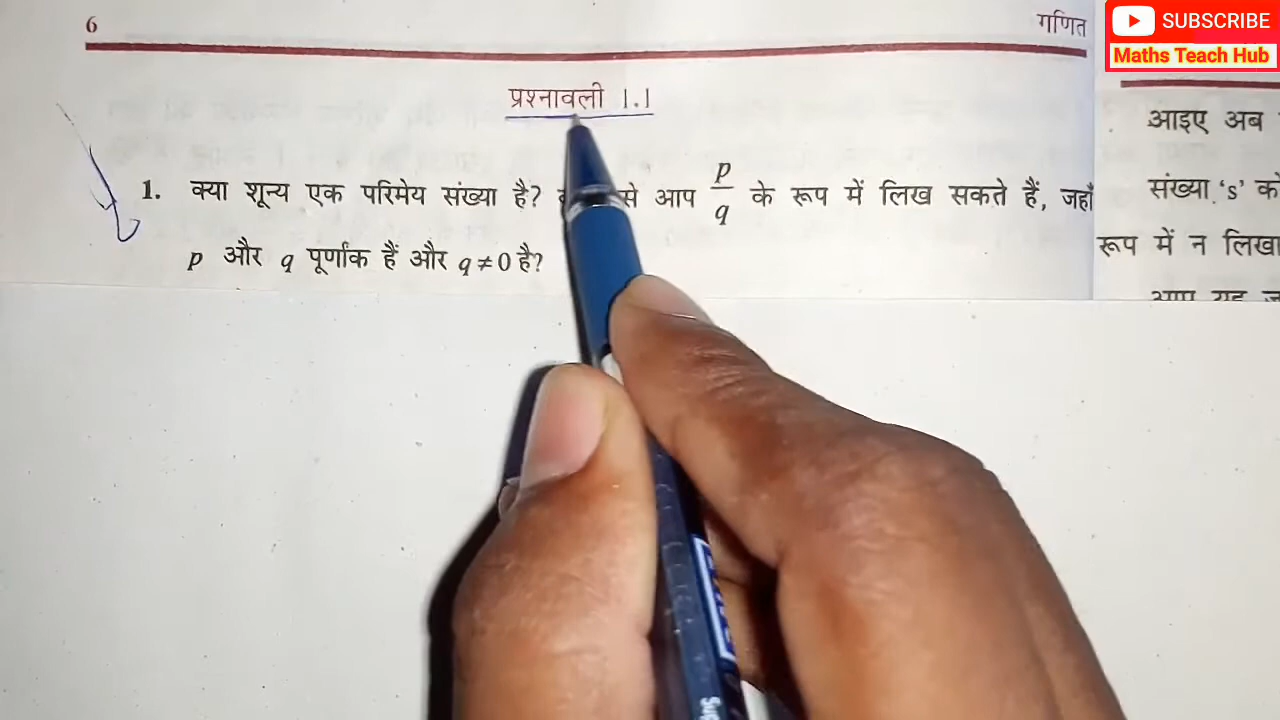 6
गणित
SUBSCRIBE
Maths Teach Hub
प्रश्नावली 1.1
1. क्या शून्य एक परिमेय संख्या है? से आप p/q के रूप में लिख सकते हैं, जहाँ
p और q पूर्णांक हैं और q ≠ 0 है?
आइए अब
संख्या 's' को
रूप में न लिखा